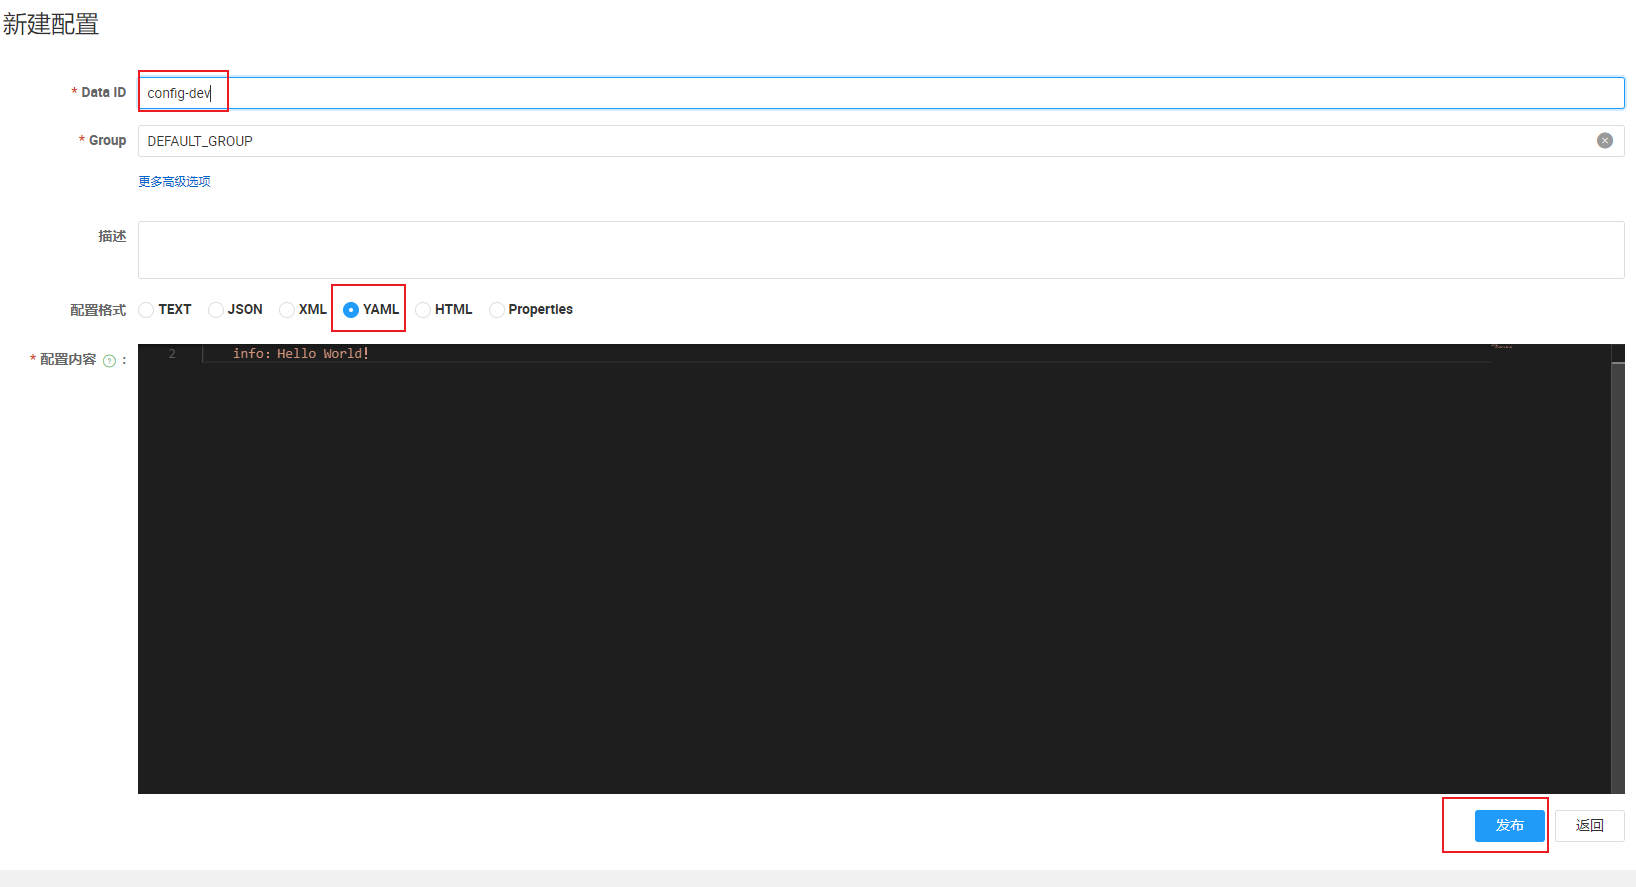 新建配置
* Data ID config-dev
* Group DEFAULT_GROUP
更多高级选项
描述
配置格式 TEXT JSON XML YAML HTML Properties
* 配置内容 ? :
2 info：Hello World!
发布 返回